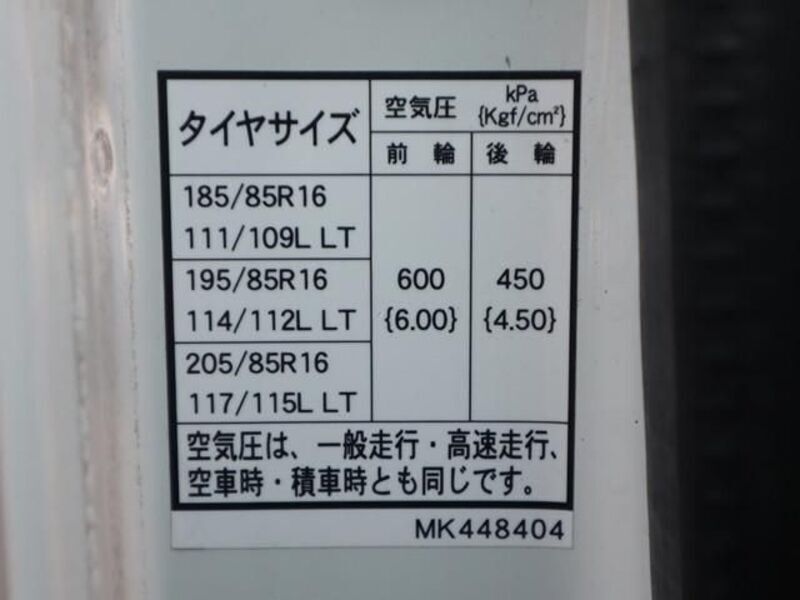 タイヤサイズ
空気圧 kPa
{Kgf/cm²}
前輪 後輪
185/85R16
111/109L LT
195/85R16
114/112L LT
600 450
{6.00} {4.50}
205/85R16
117/115L LT
空気圧は、一般走行・高速走行、
空車時・積車時とも同じです。
MK448404